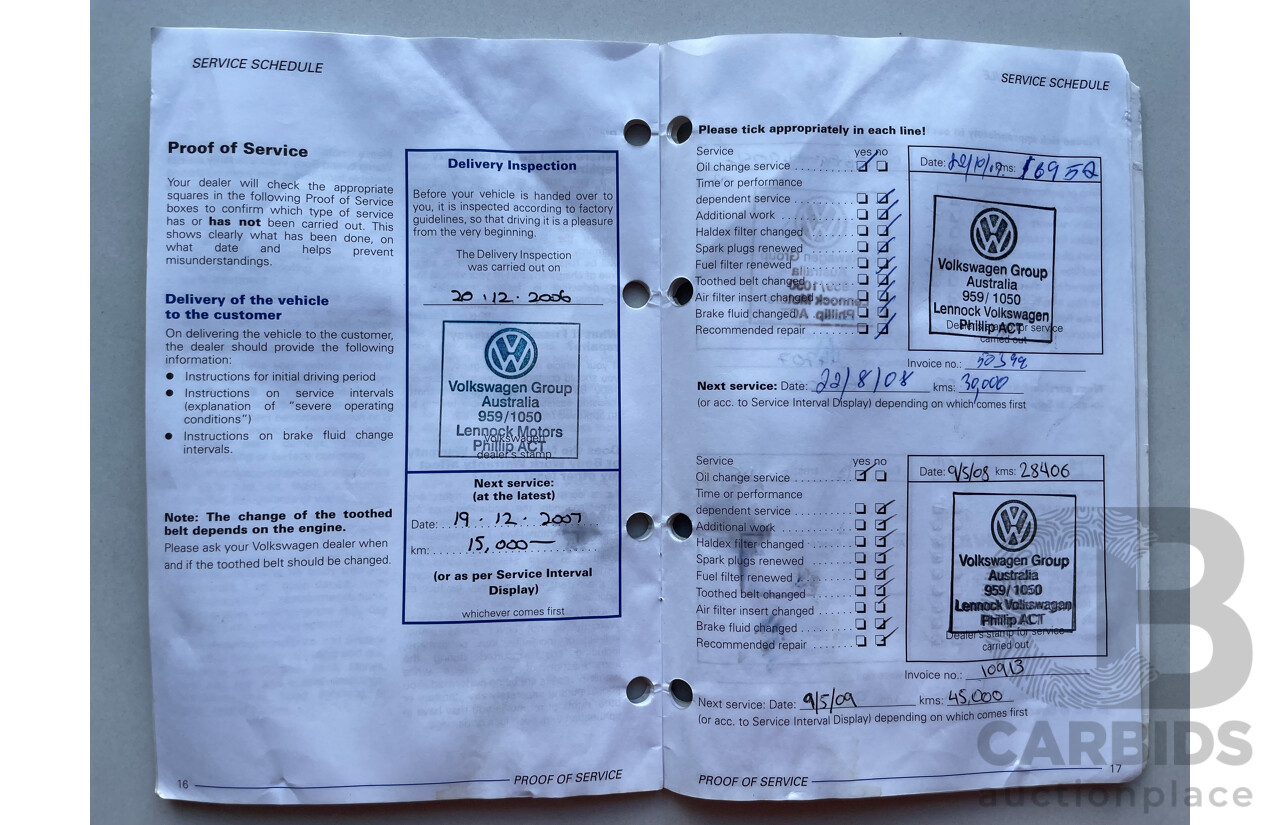 SERVICE SCHEDULE
Proof of Service
Your dealer will check the appropriate
squares in the following Proof of Service
boxes to confirm which type of service
has or has not been carried out. This
shows clearly what has been done, on
what date and helps prevent
misunderstandings.
Delivery of the vehicle
to the customer
On delivering the vehicle to the customer,
the dealer should provide the following
information:
● Instructions for initial driving period
● Instructions on service intervals
(explanation of "severe operating
conditions")
● Instructions on brake fluid change
intervals.
Note: The change of the toothed
belt depends on the engine.
Please ask your Volkswagen dealer when
and if the toothed belt should be changed.
Delivery Inspection
Before your vehicle is handed over to
you, it is inspected according to factory
guidelines, so that driving it is a pleasure
from the very beginning.
The Delivery Inspection
was carried out on
20.12.2006
Volkswagen Group
Australia
959/1050
Lennock Motors
Phillip ACT
Volkswagen
dealer's stamp
Next service:
(at the latest)
Date: 19.12.2007
km: 15,000—
(or as per Service Interval
Display)
whichever comes first
16
PROOF OF SERVICE
SERVICE SCHEDULE
Please tick appropriately in each line!
Service yes no
Oil change service
Time or performance
dependent service
Additional work
Haldex filter changed
Spark plugs renewed
Fuel filter renewed
Toothed belt changed
Air filter insert changed
Brake fluid changed
Recommended repair
Date: kms: 16952
Volkswagen Group
Australia
959/1050
Lennock Volkswagen
Phillip ACT
Dealer's stamp for service
carried out
Invoice no.:
Next service: Date: 22/8/08 kms: 30,000
(or acc. to Service Interval Display) depending on which comes first
Service yes no
Oil change service
Time or performance
dependent service
Additional work
Haldex filter changed
Spark plugs renewed
Fuel filter renewed
Toothed belt changed
Air filter insert changed
Brake fluid changed
Recommended repair
Date: 9/5/08 kms: 28406
Volkswagen Group
Australia
959/1050
Lennock Volkswagen
Phillip ACT
Dealer's stamp for service
carried out
Invoice no.: 10913
Next service: Date: 9/5/09 kms: 45,000
(or acc. to Service Interval Display) depending on which comes first
PROOF OF SERVICE
17
CARBIDS
auctionplace